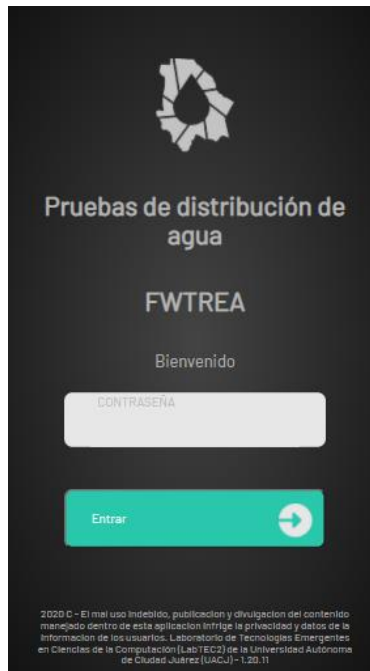 Pruebas de distribución de
agua
FWTREA
Bienvenido
CONTRASEÑA
Entrar
2020 C - El mal uso indebido, publicacion y divulgacion del contenido
manejado dentro de esta aplicacion infrige la privacidad y datos de la
informacion de los usuarios. Laboratorio de Tecnologias Emergentes
en Ciencias de la Computación (LabTEC2) de la Universidad Autónoma
de Ciudad Juárez (UACJ) - 1.20.11